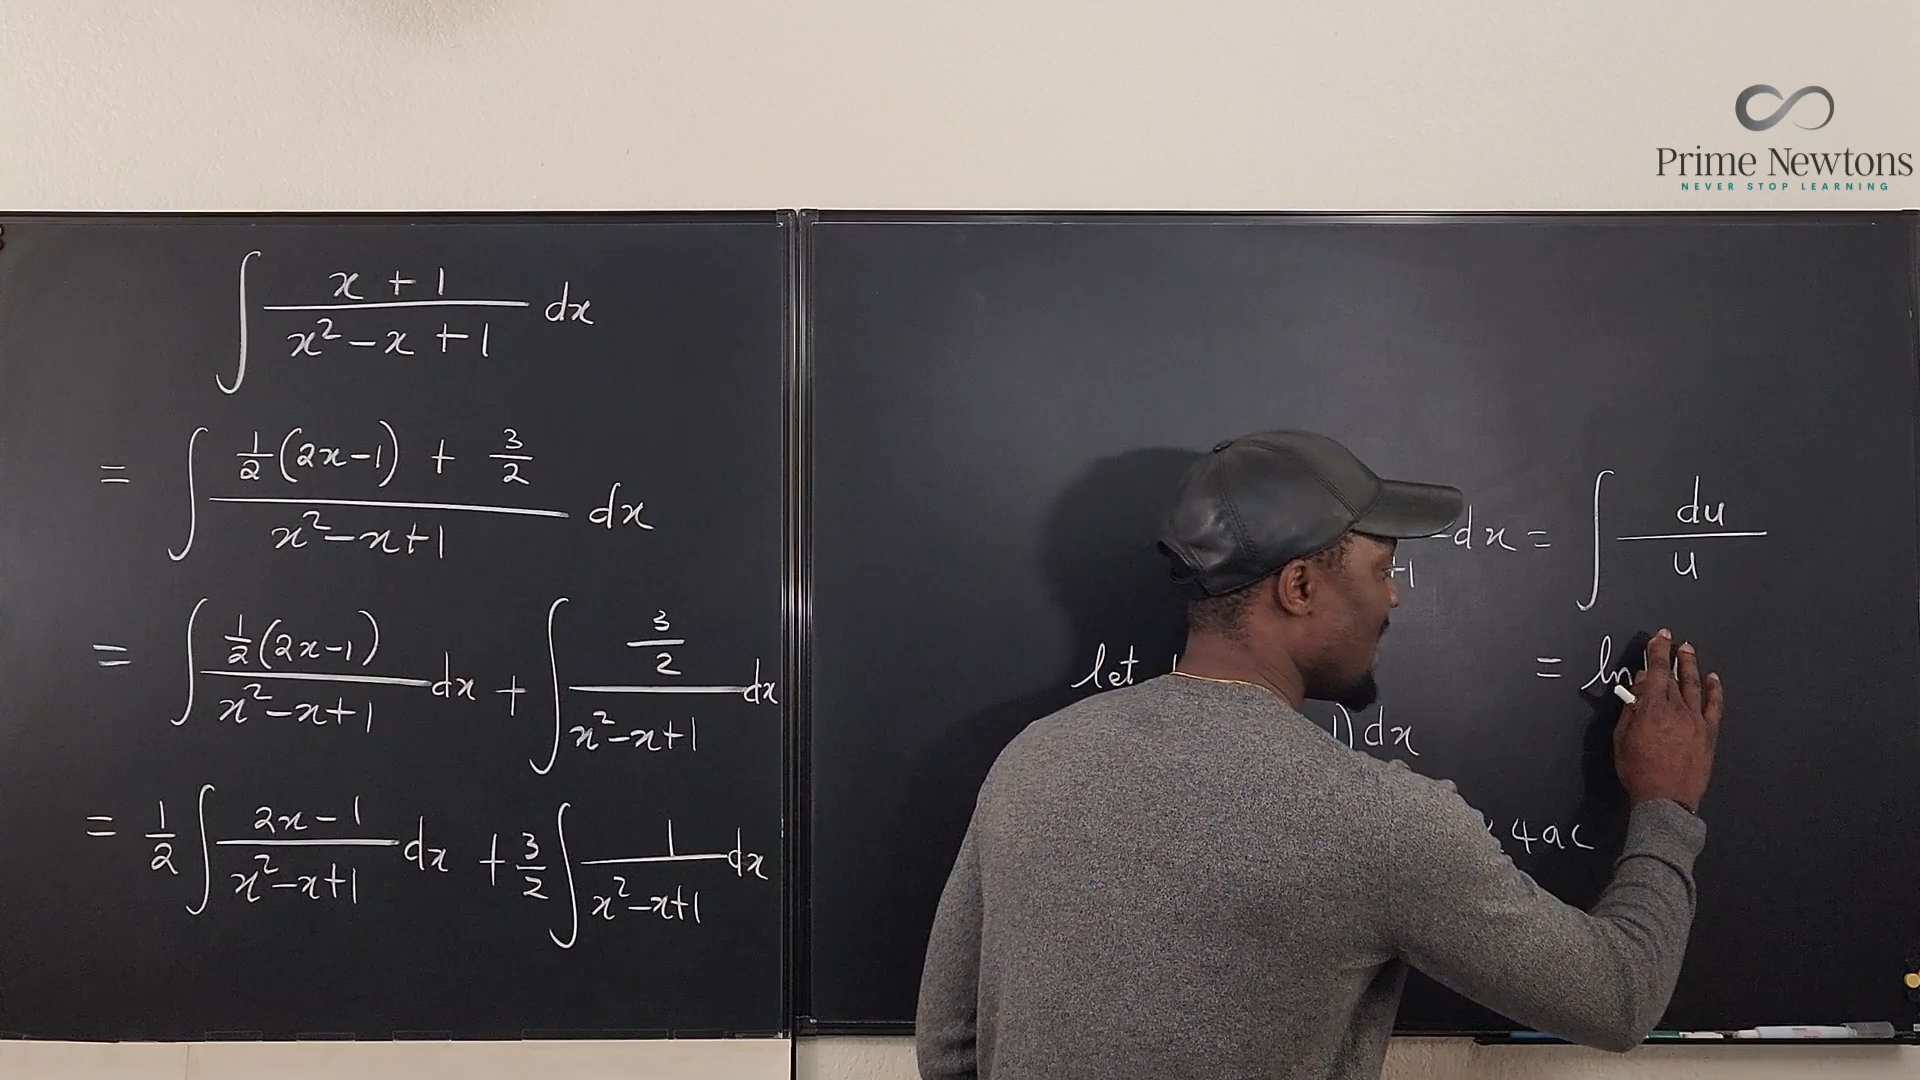 Prime Newtons
NEVER STOP LEARNING
∫ (x + 1)/(x² − x + 1) dx
= ∫ (½(2x−1) + 3/2)/(x²−x+1) dx
= ∫ ½(2x−1)/(x²−x+1) dx + ∫ (3/2)/(x²−x+1) dx
= ½ ∫ (2x−1)/(x²−x+1) dx + 3/2 ∫ 1/(x²−x+1) dx
+1 dx = ∫ du/u
let = ln
1) dx
4ac